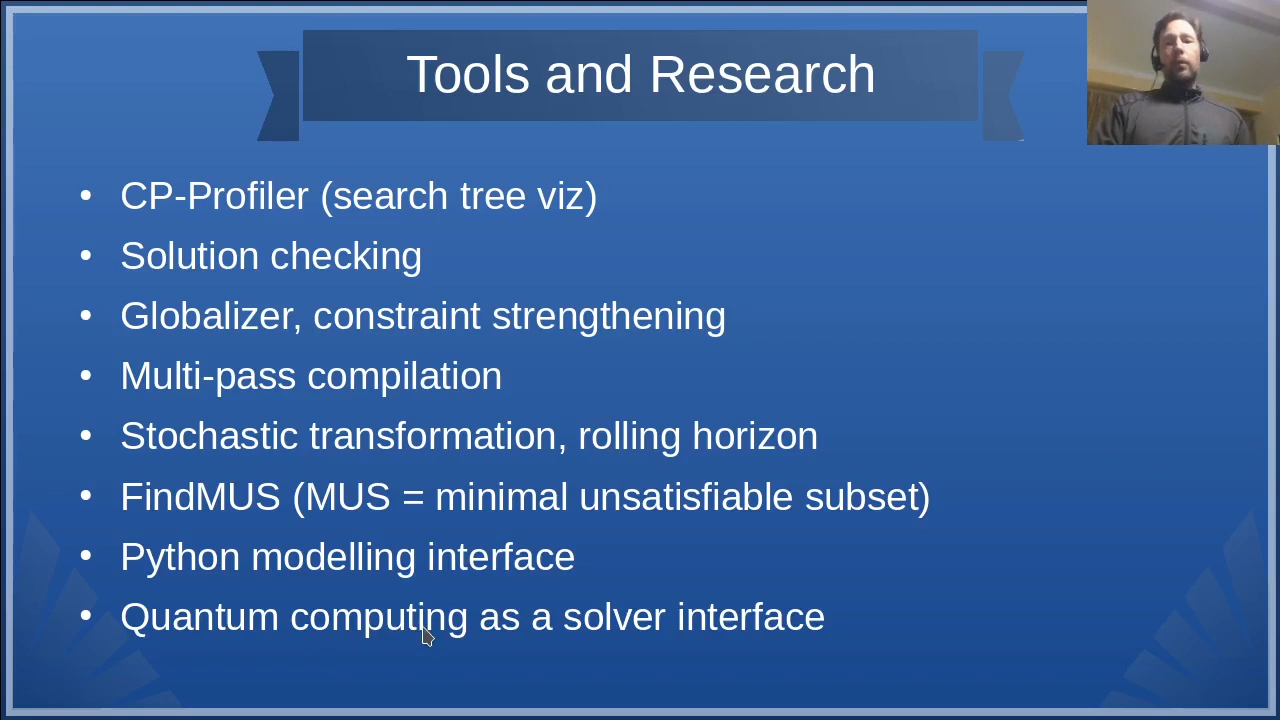 Tools and Research
• CP-Profiler (search tree viz)
• Solution checking
• Globalizer, constraint strengthening
• Multi-pass compilation
• Stochastic transformation, rolling horizon
• FindMUS (MUS = minimal unsatisfiable subset)
• Python modelling interface
• Quantum computing as a solver interface